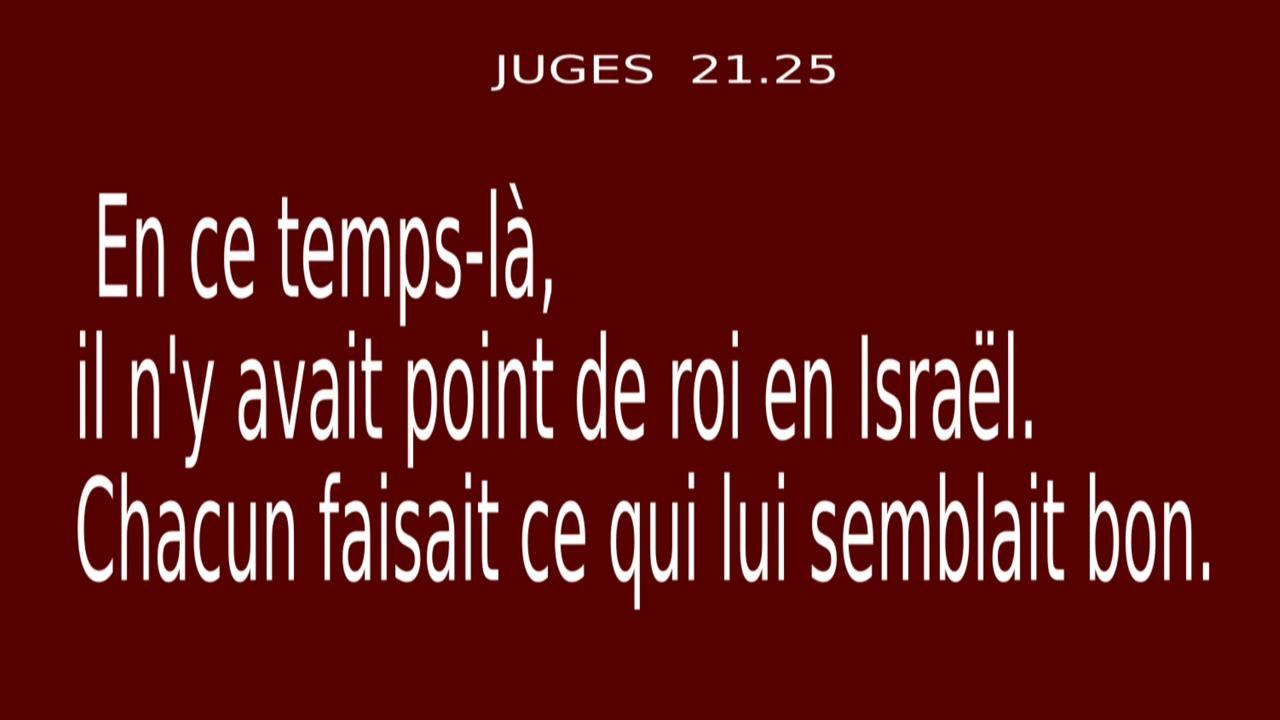 JUGES 21.25
En ce temps-là,
il n'y avait point de roi en Israël.
Chacun faisait ce qui lui semblait bon.